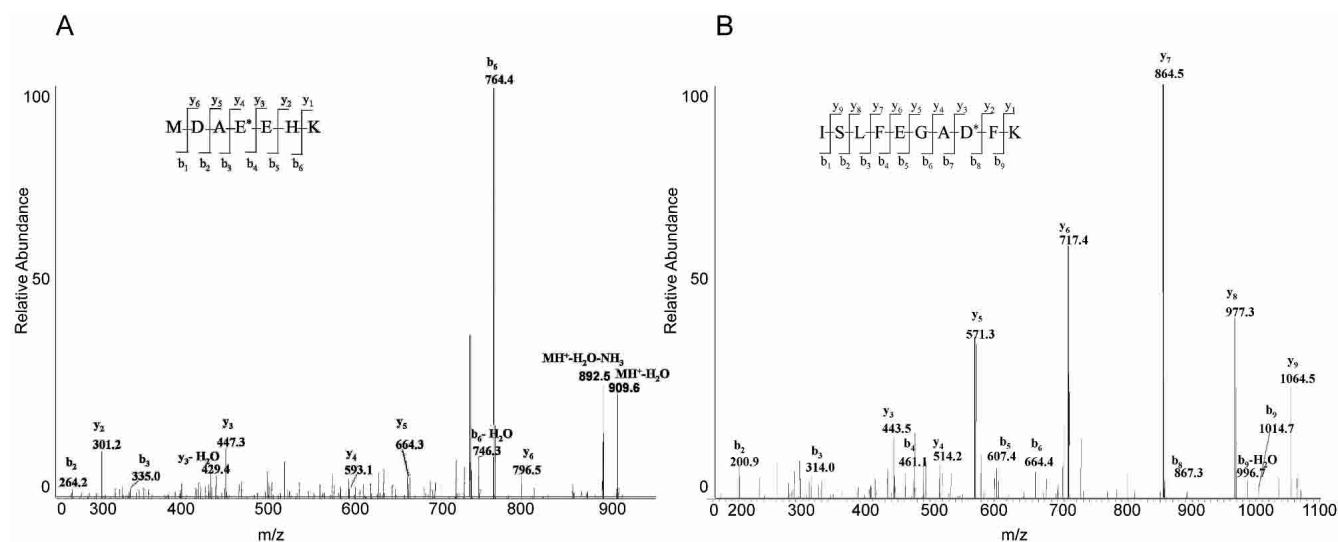 A
B
b₆
764.4
100
50
0
Relative Abundance
y₆ y₅ y₄ y₃ y₂ y₁
M D A E* E H K
b₁ b₂ b₃ b₄ b₅ b₆
b₂
264.2
y₂
301.2
b₃
335.0
y₃- H₂O
429.4
y₃
447.3
y₄
593.1
y₅
664.3
b₆- H₂O
746.3
y₆
796.5
MH⁺-H₂O-NH₃
892.5
MH⁺-H₂O
909.6
0 300 400 600 700 800 900
m/z
y₇
864.5
100
50
0
Relative Abundance
y₉ y₈ y₇ y₆ y₅ y₄ y₃ y₂ y₁
I S L F E G A D* F K
b₁ b₂ b₃ b₄ b₅ b₆ b₇ b₈ b₉
b₂
200.9
b₃
314.0
y₃
443.5
b₄
461.1
y₄
514.2
y₅
571.3
b₅
607.4
b₆
664.4
y₆
717.4
b₈
867.3
y₈
977.3
b₉-H₂O
996.7
b₉
1014.7
y₉
1064.5
0 200 300 400 500 600 700 800 900 1000 1100
m/z